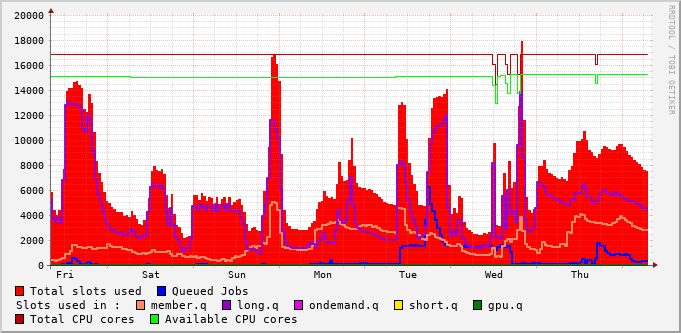 RRDTOOL / TOBI OETIKER
20000
18000
16000
14000
12000
10000
8000
6000
4000
2000
0
Fri Sat Sun Mon Tue Wed Thu
Total slots used Queued Jobs
Slots used in : member.q long.q ondemand.q short.q gpu.q
Total CPU cores Available CPU cores